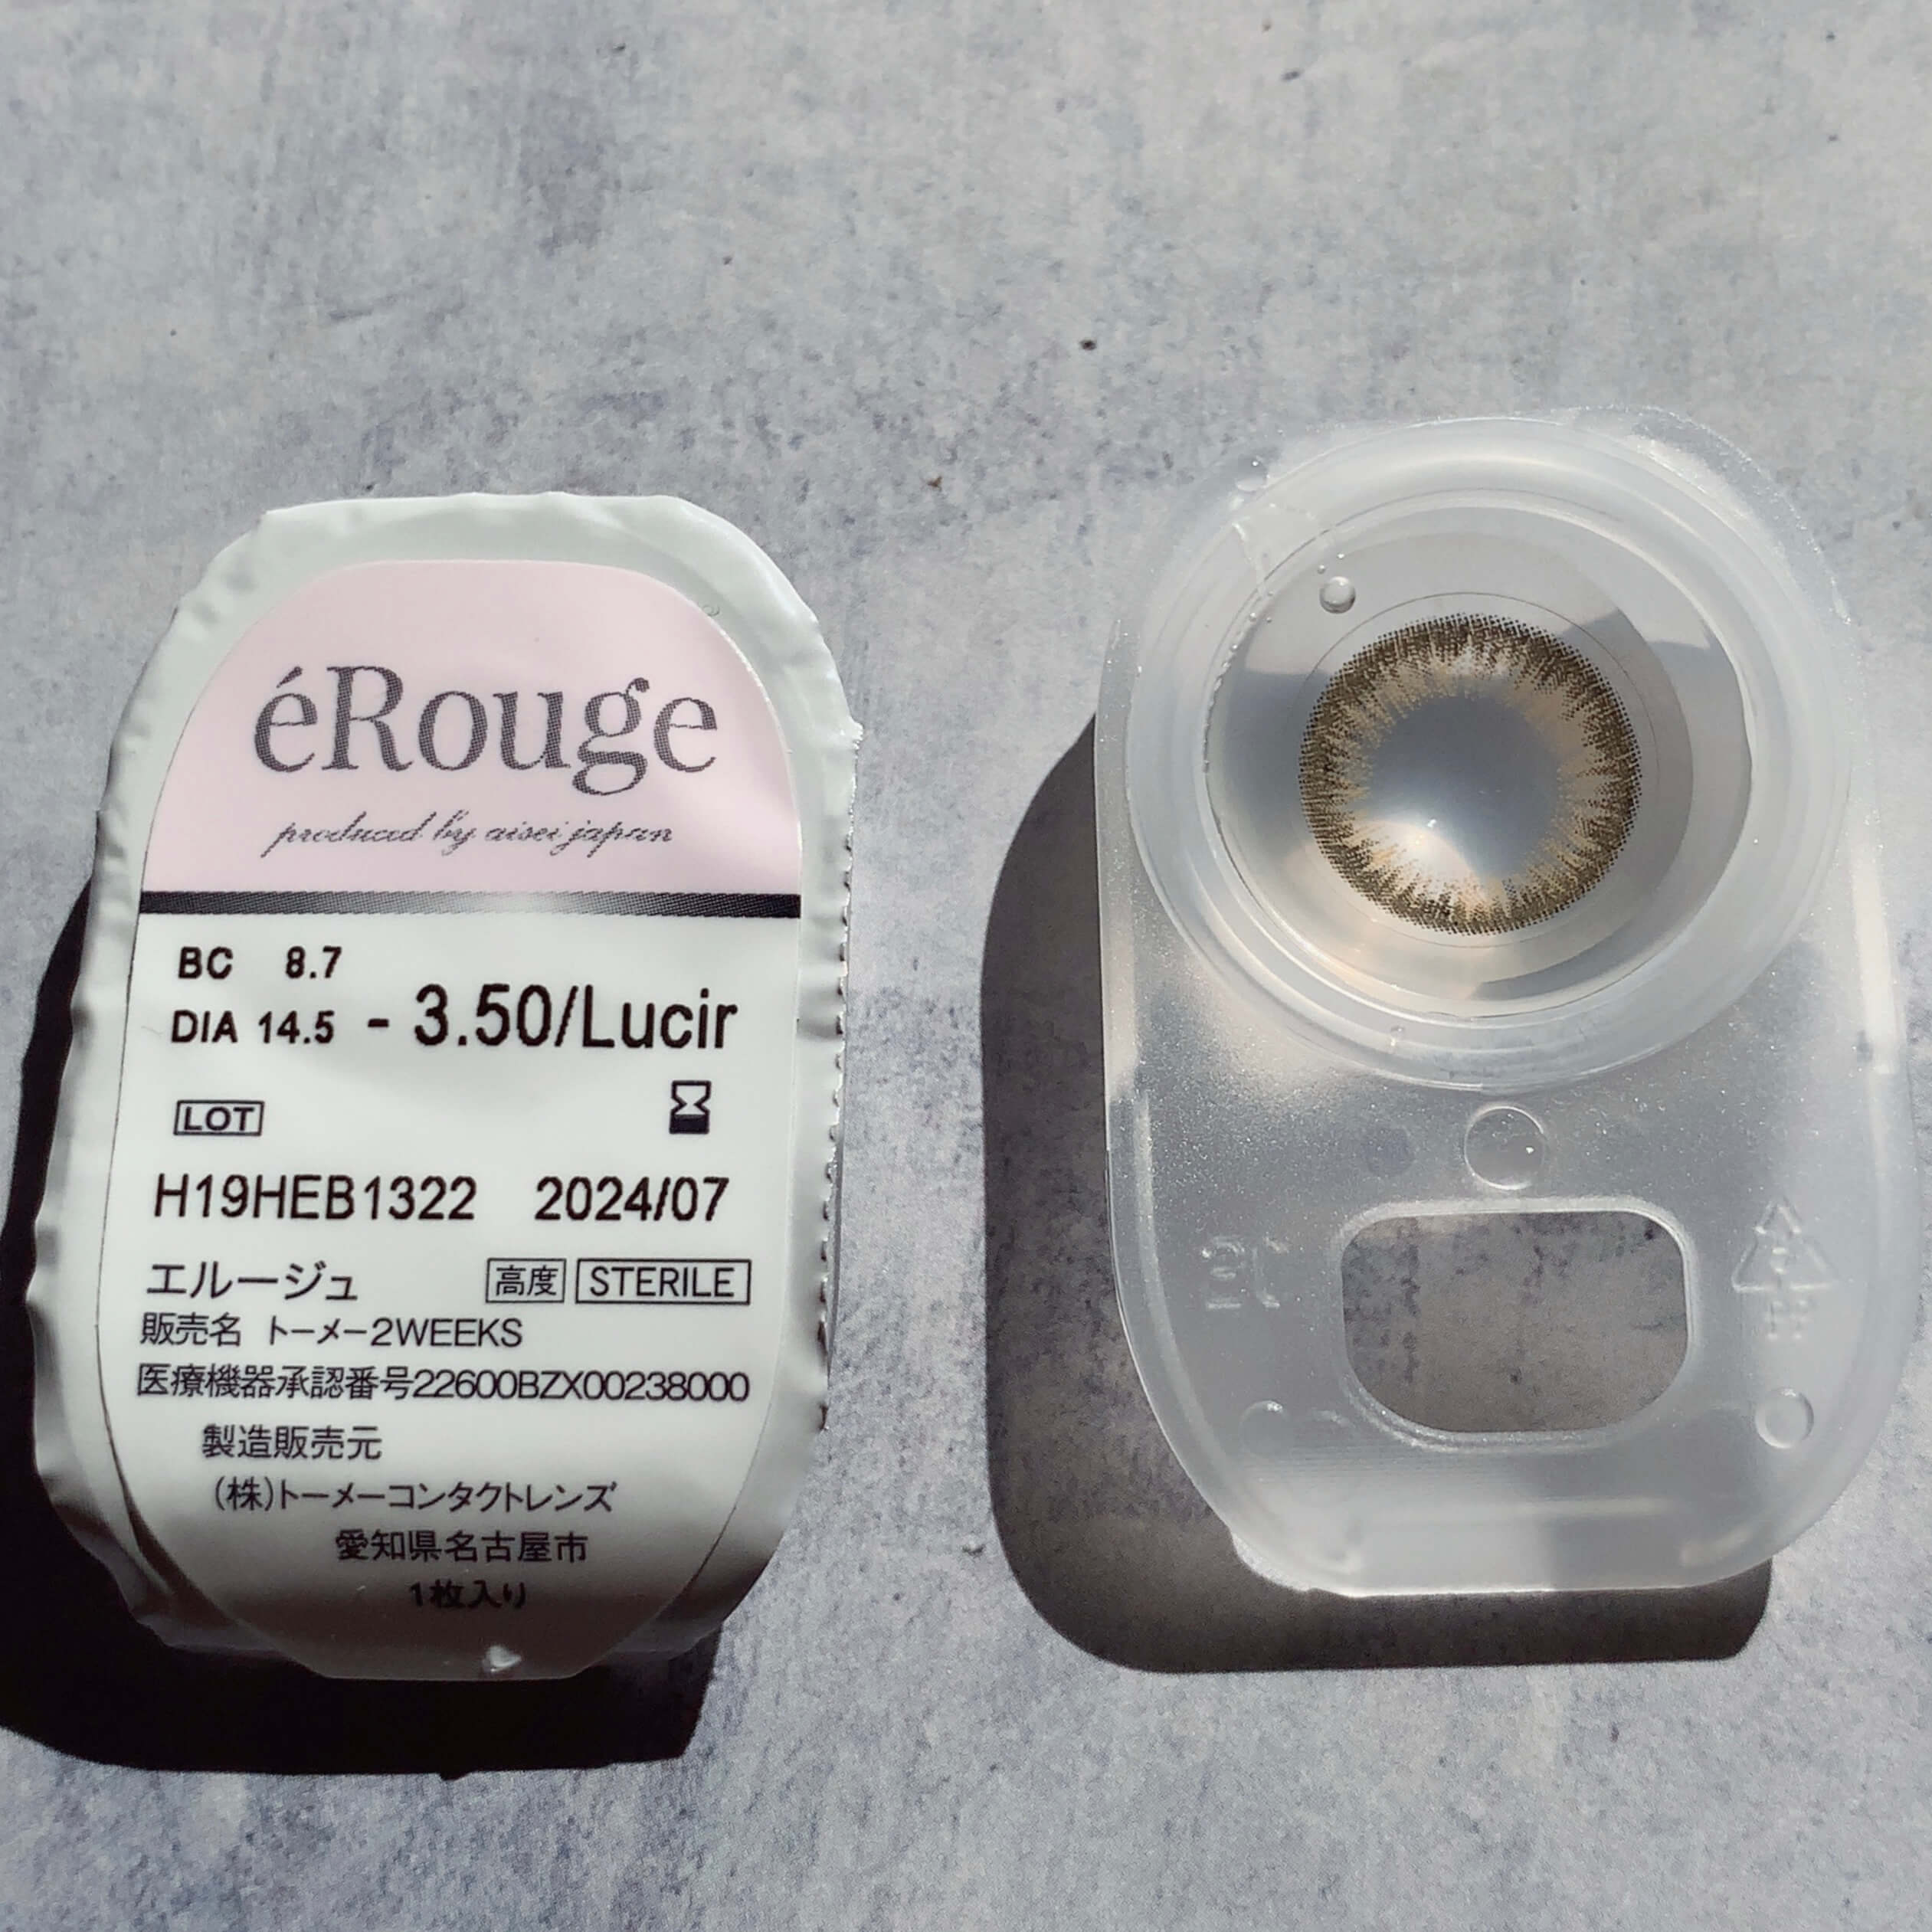 éRouge
produced by aisei japan
BC 8.7
DIA 14.5 - 3.50/Lucir
LOT
H19HEB1322 2024/07
エルージュ 高度 STERILE
販売名 トーメー2WEEKS
医療機器承認番号22600BZX00238000
製造販売元
(株)トーメーコンタクトレンズ
愛知県名古屋市
1枚入り